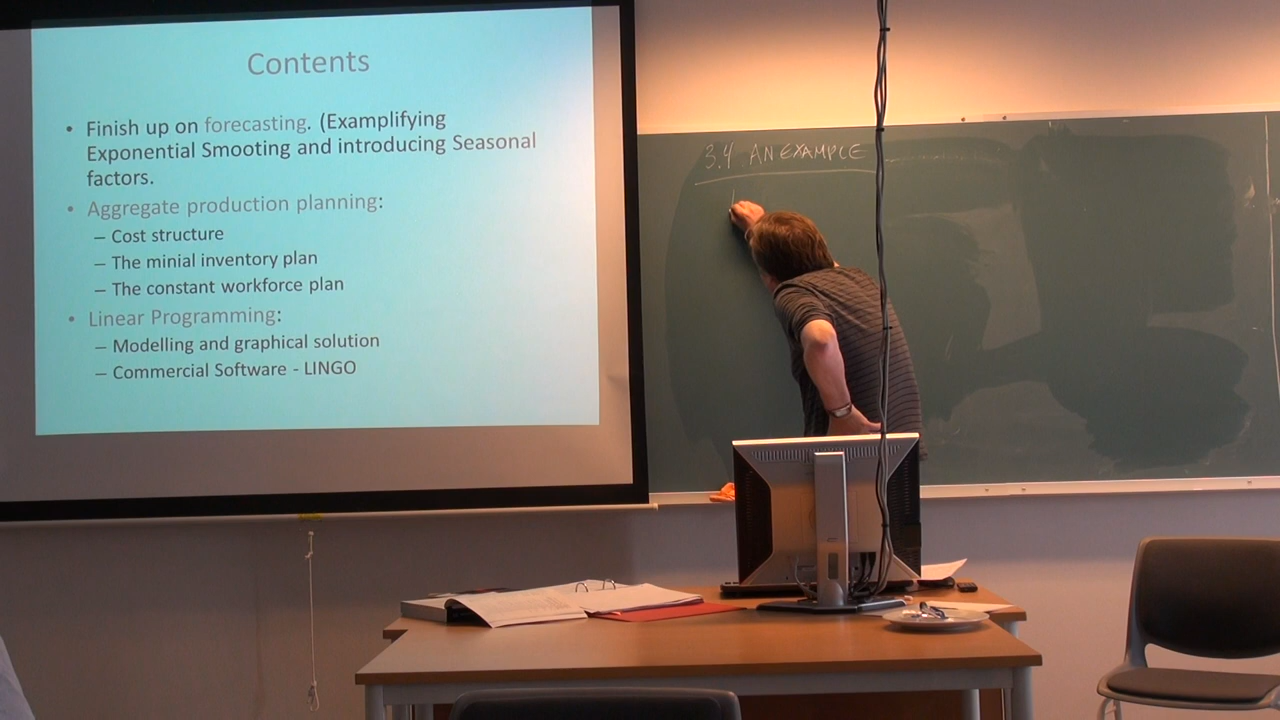 Contents
• Finish up on forecasting. (Examplifying
Exponential Smooting and introducing Seasonal
factors.
• Aggregate production planning:
– Cost structure
– The minial inventory plan
– The constant workforce plan
• Linear Programming:
– Modelling and graphical solution
– Commercial Software - LINGO
3.4 AN EXAMPLE